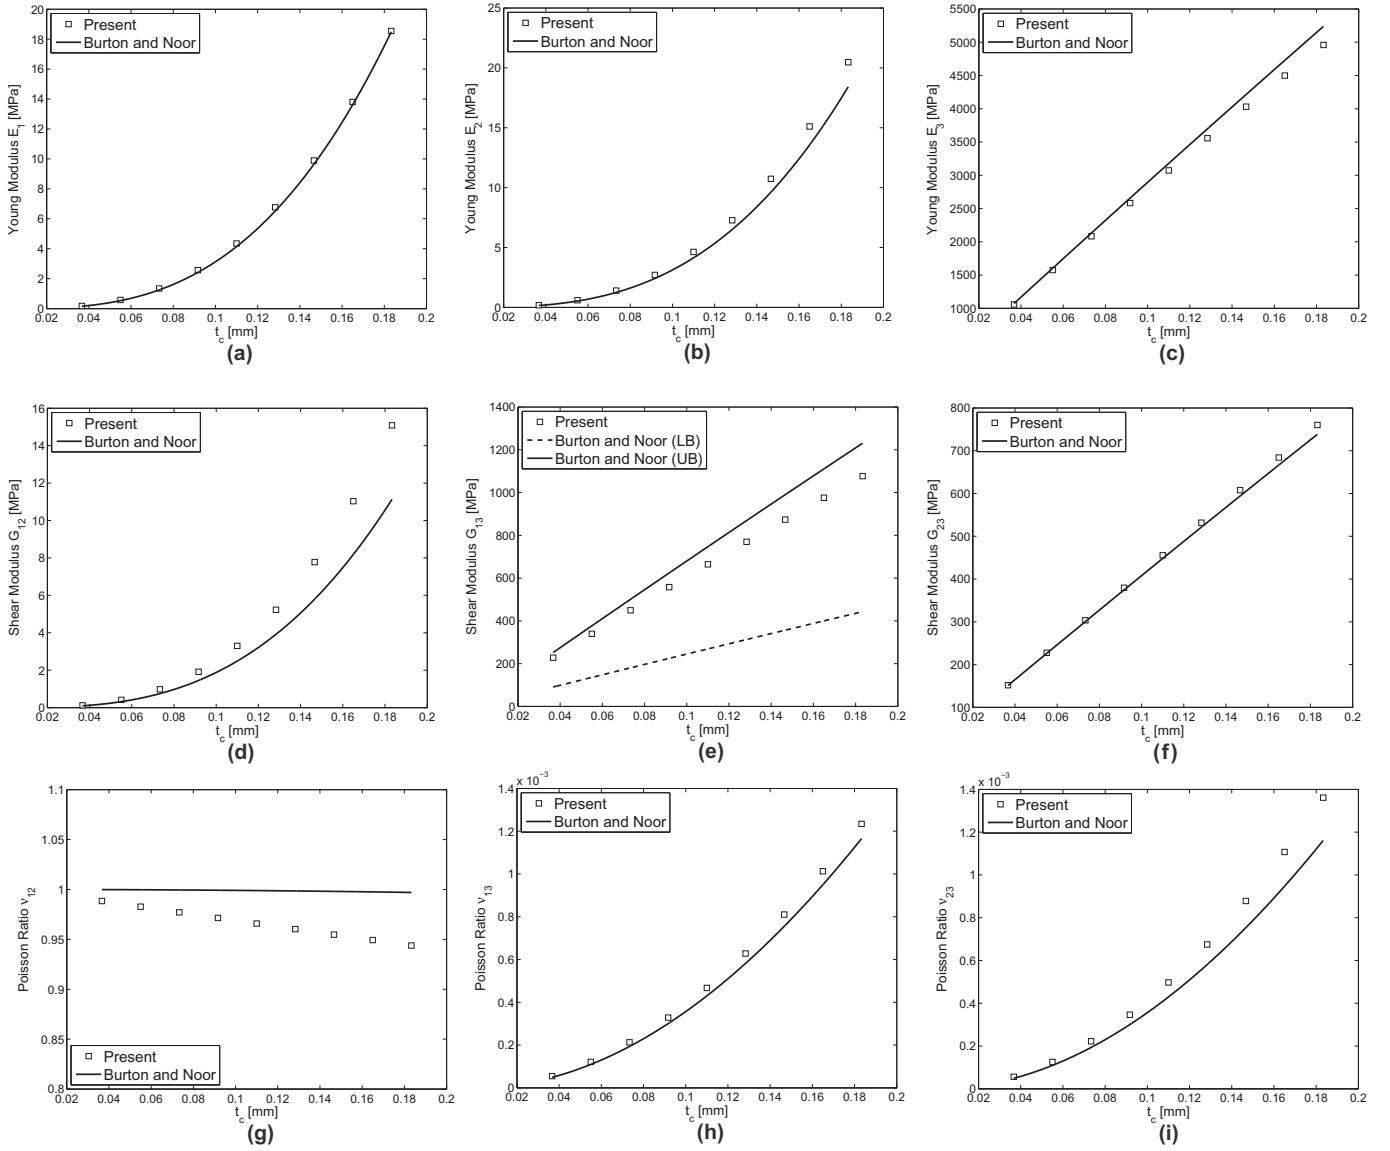 20
18
16
14
12
10
8
6
4
2
0
Young Modulus E1 [MPa]
Present
Burton and Noor
0.02 0.04 0.06 0.08 0.1 0.12 0.14 0.16 0.18 0.2
tc [mm]
(a)
25
20
15
10
5
0
Young Modulus E2 [MPa]
Present
Burton and Noor
0.02 0.04 0.06 0.08 0.1 0.12 0.14 0.16 0.18 0.2
tc [mm]
(b)
5500
5000
4500
4000
3500
3000
2500
2000
1500
1000
Young Modulus E3 [MPa]
Present
Burton and Noor
0.02 0.04 0.06 0.08 0.1 0.12 0.14 0.16 0.18 0.2
tc [mm]
(c)
16
14
12
10
8
6
4
2
0
Shear Modulus G12 [MPa]
Present
Burton and Noor
0.02 0.04 0.06 0.08 0.1 0.12 0.14 0.16 0.18 0.2
tc [mm]
(d)
1400
1200
1000
800
600
400
200
0
Shear Modulus G13 [MPa]
Present
Burton and Noor (LB)
Burton and Noor (UB)
0.02 0.04 0.06 0.08 0.1 0.12 0.14 0.16 0.18 0.2
tc [mm]
(e)
800
700
600
500
400
300
200
100
Shear Modulus G23 [MPa]
Present
Burton and Noor
0.02 0.04 0.06 0.08 0.1 0.12 0.14 0.16 0.18 0.2
tc [mm]
(f)
1.1
1.05
1
0.95
0.9
0.85
0.8
Poisson Ratio ν12
Present
Burton and Noor
0.02 0.04 0.06 0.08 0.1 0.12 0.14 0.16 0.18 0.2
tc [mm]
(g)
x 10−3
1.4
1.2
1
0.8
0.6
0.4
0.2
0
Poisson Ratio ν13
Present
Burton and Noor
0.02 0.04 0.06 0.08 0.1 0.12 0.14 0.16 0.18 0.2
tc [mm]
(h)
x 10−3
1.4
1.2
1
0.8
0.6
0.4
0.2
0
Poisson Ratio ν23
Present
Burton and Noor
0.02 0.04 0.06 0.08 0.1 0.12 0.14 0.16 0.18 0.2
tc [mm]
(i)